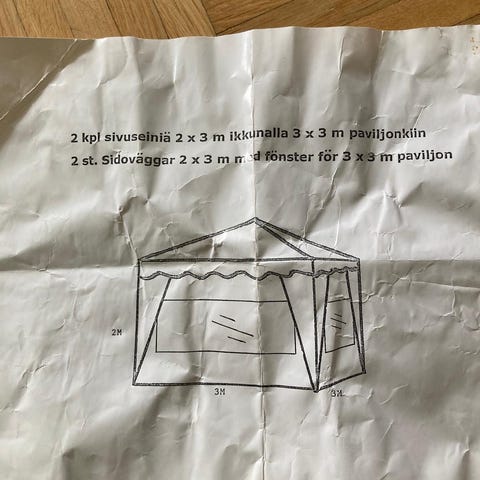 2 kpl sivuseiniä 2 x 3 m ikkunalla 3 x 3 m paviljonkiin
2 st. Sidoväggar 2 x 3 m med fönster för 3 x 3 m paviljon
2M
3M
3M